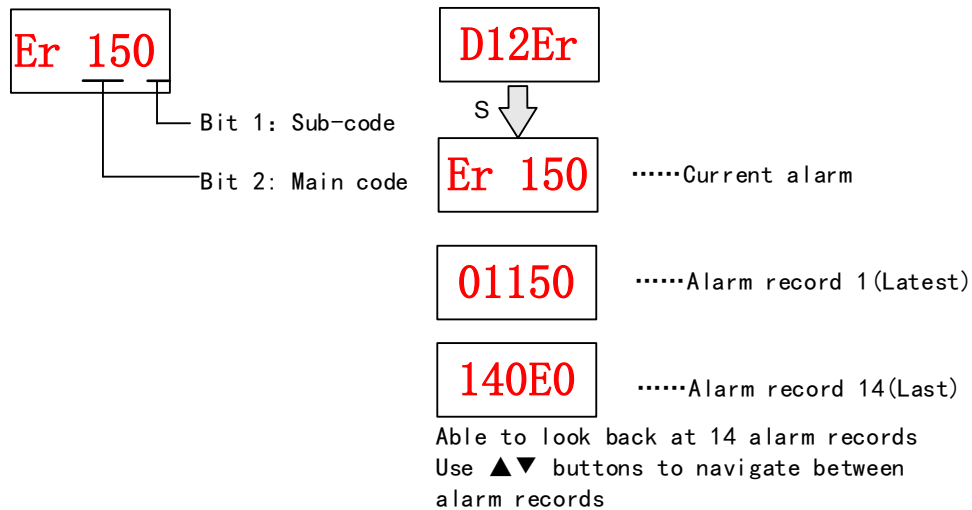 Er 150
Bit 1: Sub-code
Bit 2: Main code
D12Er
S
Er 150
······Current alarm
01150
······Alarm record 1(Latest)
140E0
······Alarm record 14(Last)
Able to look back at 14 alarm records
Use ▲▼ buttons to navigate between
alarm records